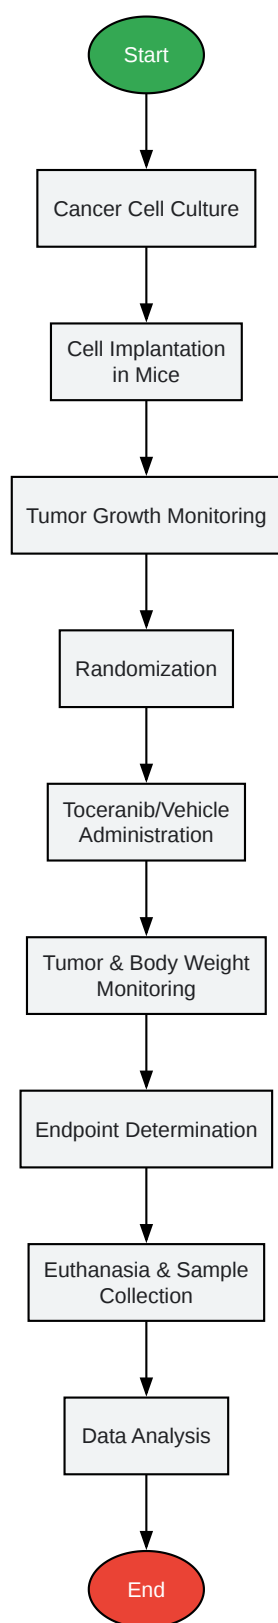 Start
Cancer Cell Culture
Cell Implantation
in Mice
Tumor Growth Monitoring
Randomization
Toceranib/Vehicle
Administration
Tumor & Body Weight
Monitoring
Endpoint Determination
Euthanasia & Sample
Collection
Data Analysis
End